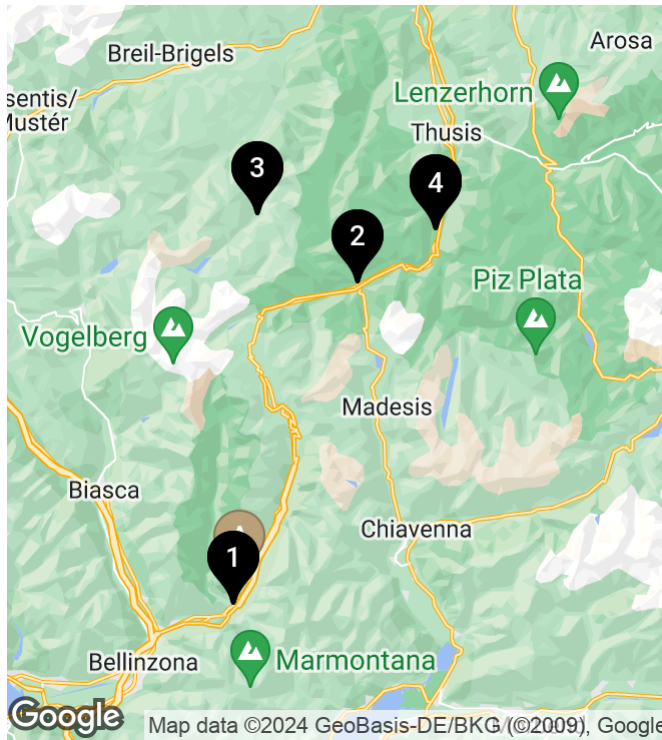 Arosa
Breil-Brigels
Lenzerhorn
sentis/
Mustér
Thusis
3
4
2
Piz Plata
Vogelberg
Madesis
Biasca
Chiavenna
1
Bellinzona
Marmontana
Google
Map data ©2024 GeoBasis-DE/BKG (©2009), Google